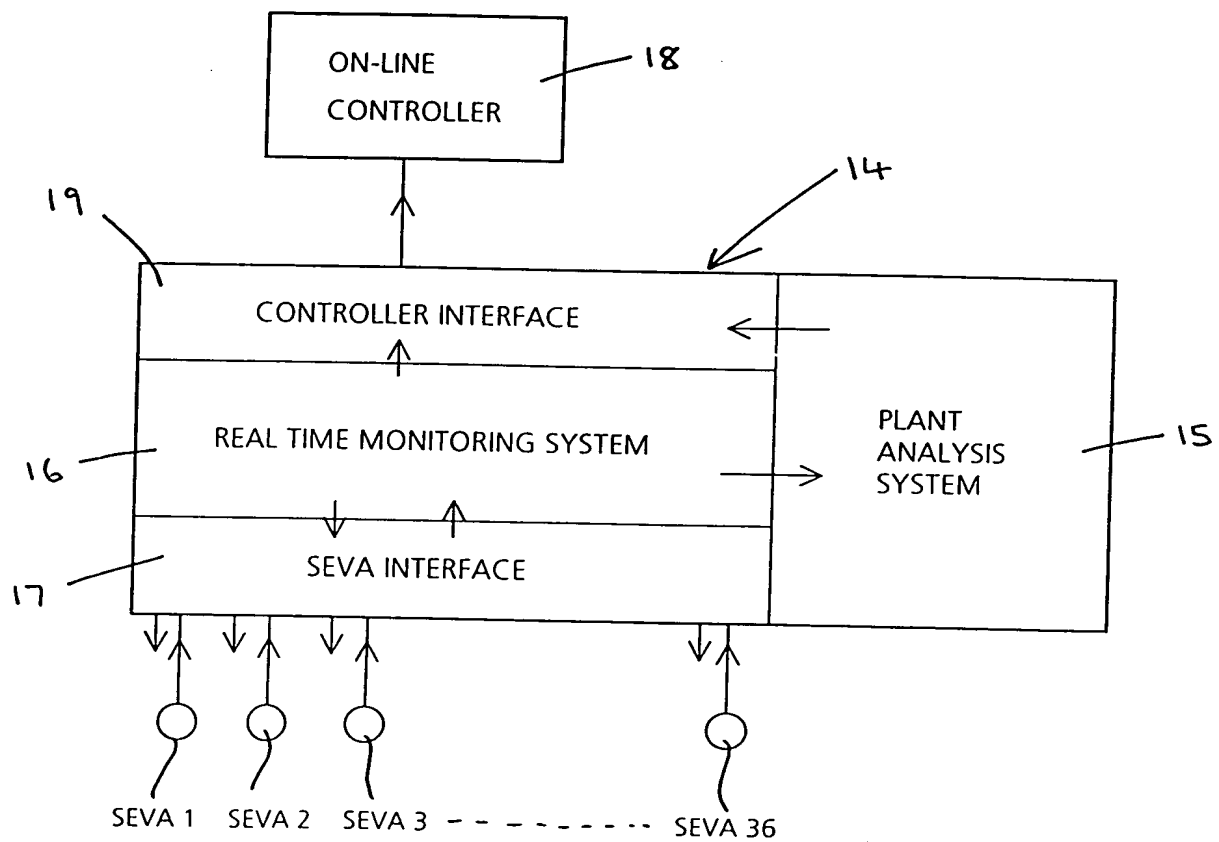 ON-LINE
CONTROLLER
18
14
19
CONTROLLER INTERFACE
REAL TIME MONITORING SYSTEM
PLANT
ANALYSIS
SYSTEM
15
16
SEVA INTERFACE
17
SEVA 1 SEVA 2 SEVA 3 - - - - - - - - - - SEVA 36